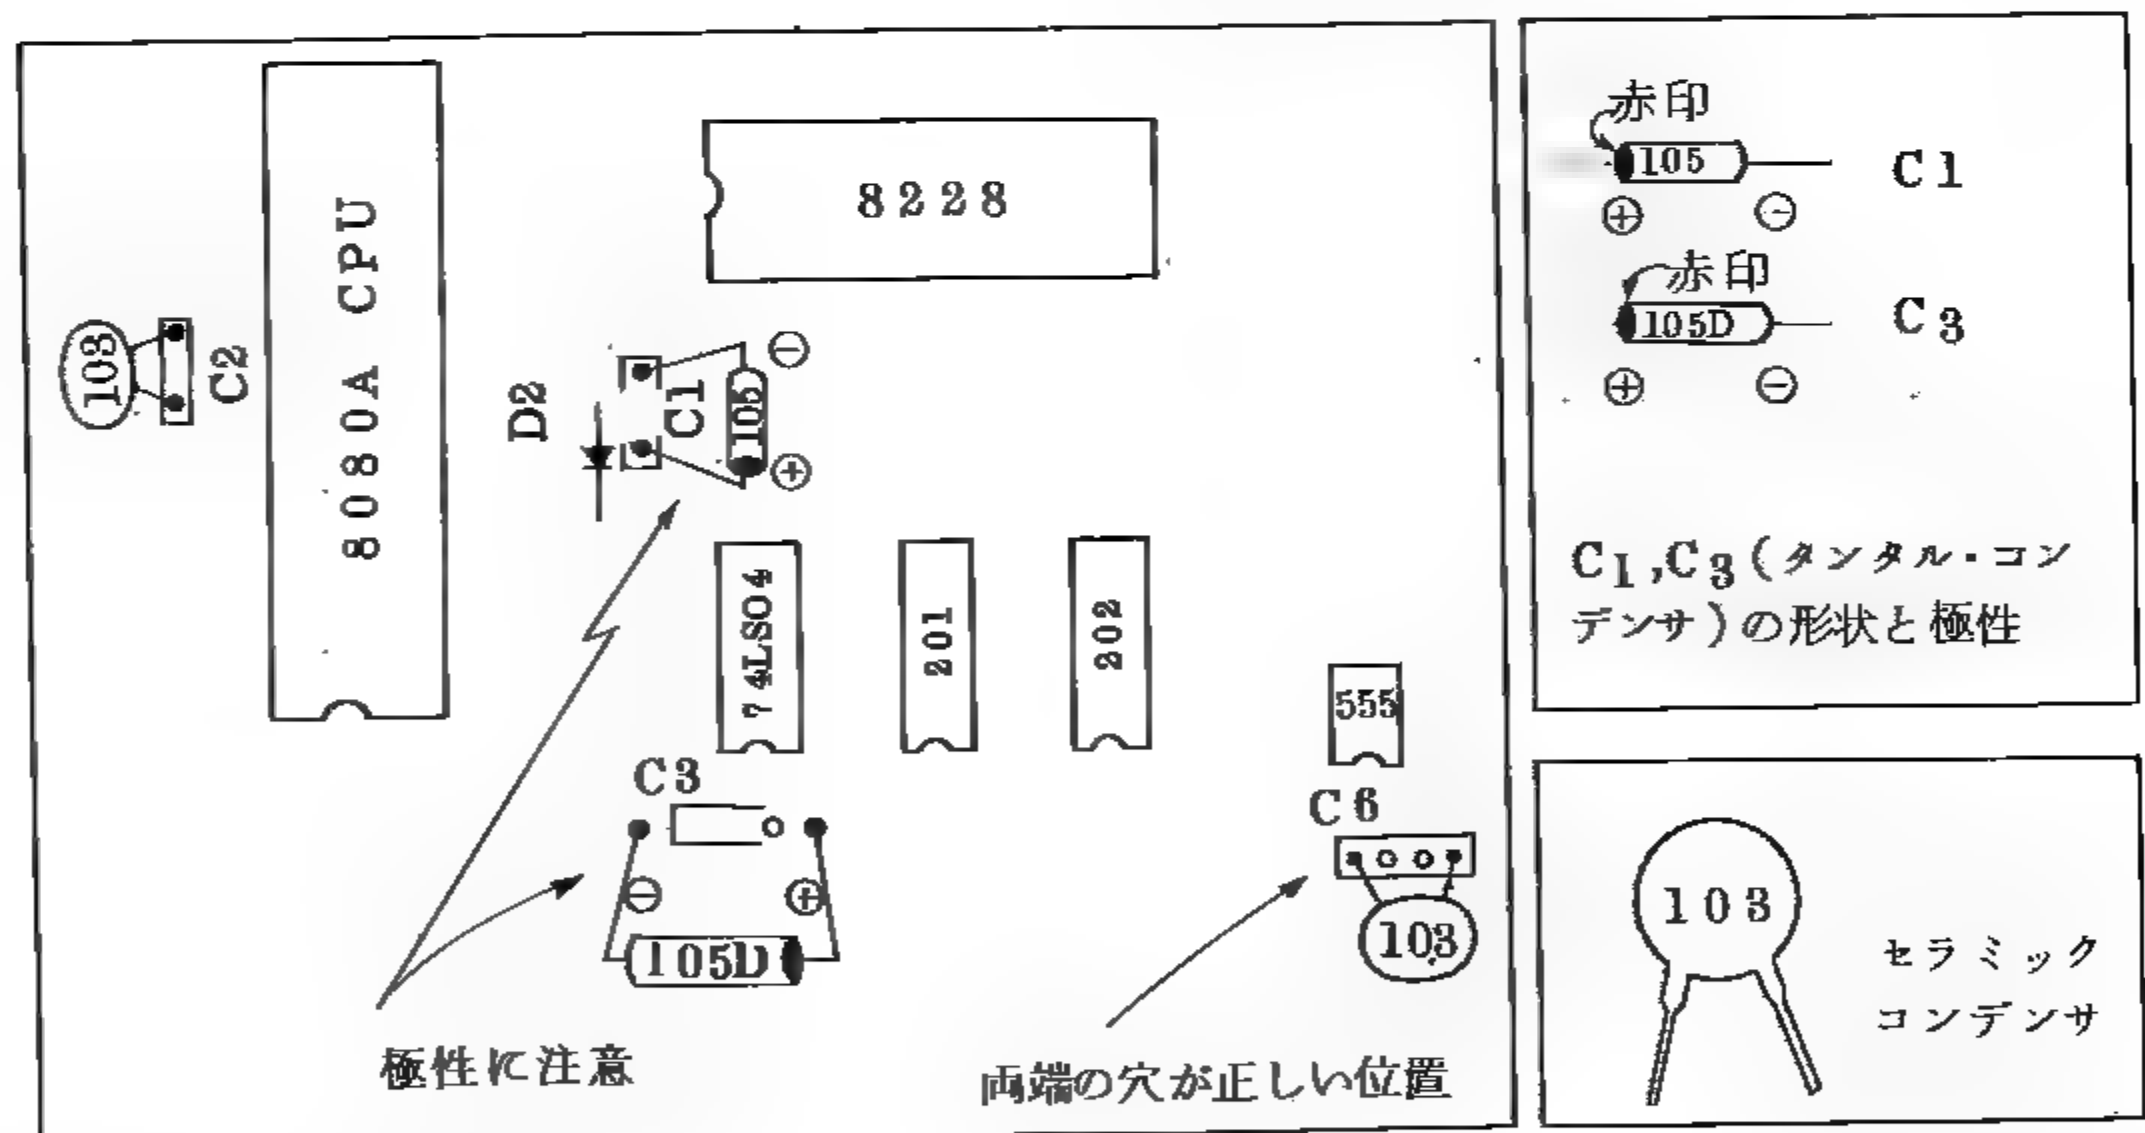 8080A CPU
8228
103
C2
D2
C1
105
⊖
⊕
74LS04
201
202
555
C3
⊖
⊕
105D
C6
103
極性に注意
両端の穴が正しい位置
赤印
105
C1
⊕
⊖
赤印
105D
C3
⊕
⊖
C1,C3(タンタル・コン
デンサ)の形状と極性
103
セラミック
コンデンサ